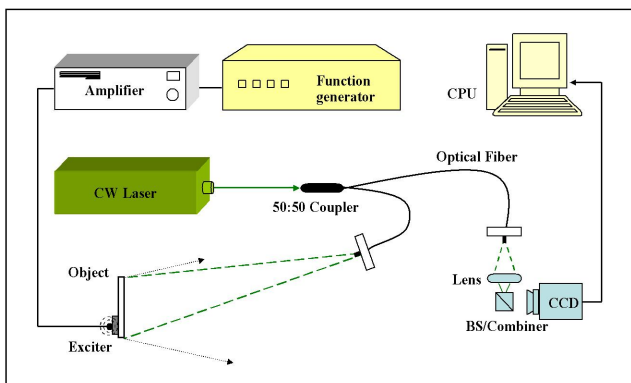 Amplifier
Function
generator
CPU
Optical Fiber
CW Laser
50:50 Coupler
Object
Lens
CCD
BS/Combiner
Exciter